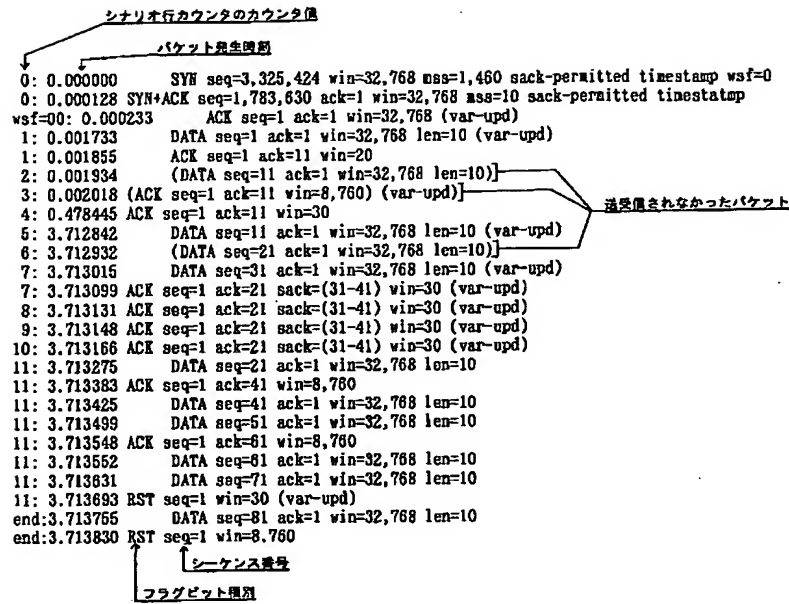 シナリオ行カウンタのカウンタ値
パケット発生時刻
0: 0.000000 SYN seq=3,325,424 win=32,768 mss=1,460 sack-permitted timestamp wsf=0
0: 0.000128 SYN+ACK seq=1,783,630 ack=1 win=32,768 mss=10 sack-permitted timestatmp
wsf=00: 0.000233 ACK seq=1 ack=1 win=32,768 (var-upd)
1: 0.001733 DATA seq=1 ack=1 win=32,768 len=10 (var-upd)
1: 0.001855 ACK seq=1 ack=11 win=20
2: 0.001934 (DATA seq=11 ack=1 win=32,768 len=10)]
3: 0.002018 (ACK seq=1 ack=11 win=8,760) (var-upd)]
送受信されなかったパケット
4: 0.478445 ACK seq=1 ack=11 win=30
5: 3.712842 DATA seq=11 ack=1 win=32,768 len=10 (var-upd)
6: 3.712932 (DATA seq=21 ack=1 win=32,768 len=10)]
7: 3.713015 DATA seq=31 ack=1 win=32,768 len=10 (var-upd)
7: 3.713099 ACK seq=1 ack=21 sack=(31-41) win=30 (var-upd)
8: 3.713131 ACK seq=1 ack=21 sack=(31-41) win=30 (var-upd)
9: 3.713148 ACK seq=1 ack=21 sack=(31-41) win=30 (var-upd)
10: 3.713166 ACK seq=1 ack=21 sack=(31-41) win=30 (var-upd)
11: 3.713275 DATA seq=21 ack=1 win=32,768 len=10
11: 3.713383 ACK seq=1 ack=41 win=8,760
11: 3.713425 DATA seq=41 ack=1 win=32,768 len=10
11: 3.713499 DATA seq=51 ack=1 win=32,768 len=10
11: 3.713548 ACK seq=1 ack=61 win=8,760
11: 3.713552 DATA seq=61 ack=1 win=32,768 len=10
11: 3.713631 DATA seq=71 ack=1 win=32,768 len=10
11: 3.713693 RST seq=1 win=30 (var-upd)
end:3.713755 DATA seq=81 ack=1 win=32,768 len=10
end:3.713830 RST seq=1 win=8.760
シーケンス番号
フラグビット種別